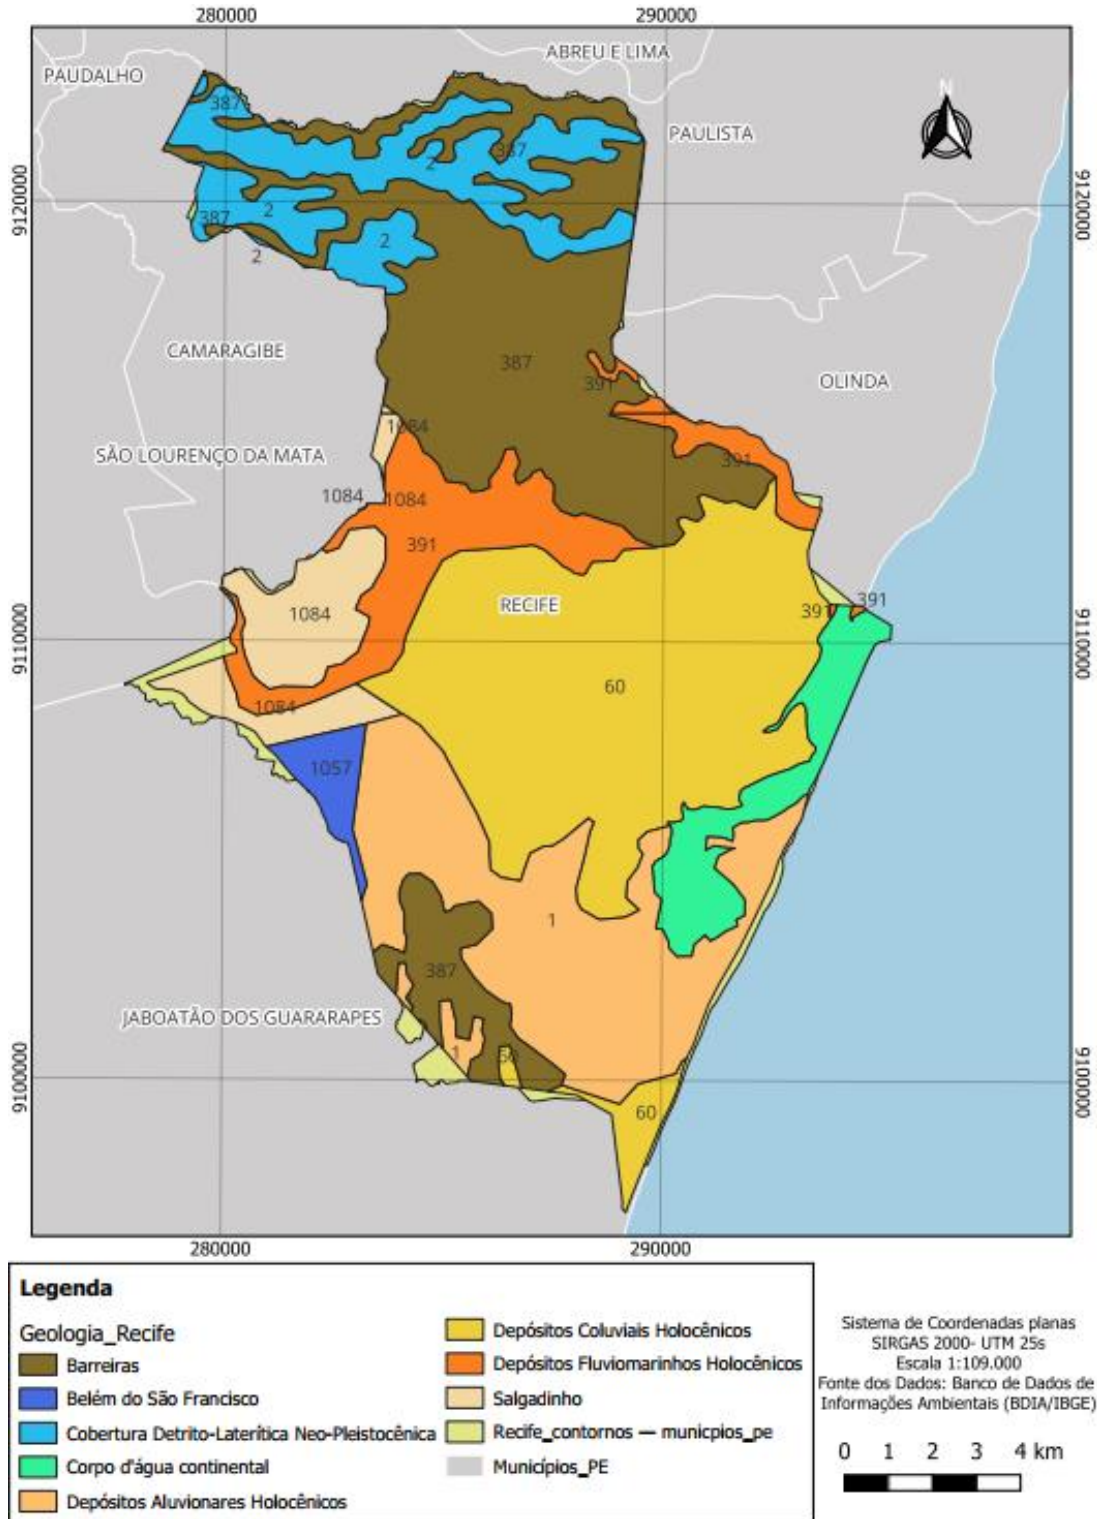 280000
290000
ABREU E LIMA
PAUDALHO
N
387
PAULISTA
387
2
9120000
9120000
2
387
2
2
CAMARAGIBE
387
391
OLINDA
1084
SÃO LOURENÇO DA MATA
391
1084
1084
391
RECIFE
391
391
1084
9110000
9110000
60
1084
1057
1
387
JABOATÃO DOS GUARARAPES
1
60
9100000
9100000
60
280000
290000
Legenda
Geologia_Recife
Barreiras
Belém do São Francisco
Cobertura Detrito-Laterítica Neo-Pleistocênica
Corpo d'água continental
Depósitos Aluvionares Holocênicos
Depósitos Coluviais Holocênicos
Depósitos Fluviomarinhos Holocênicos
Salgadinho
Recife_contornos — municpios_pe
Municípios_PE
Sistema de Coordenadas planas
SIRGAS 2000- UTM 25s
Escala 1:109.000
Fonte dos Dados: Banco de Dados de
Informações Ambientais (BDIA/IBGE)
0 1 2 3 4 km